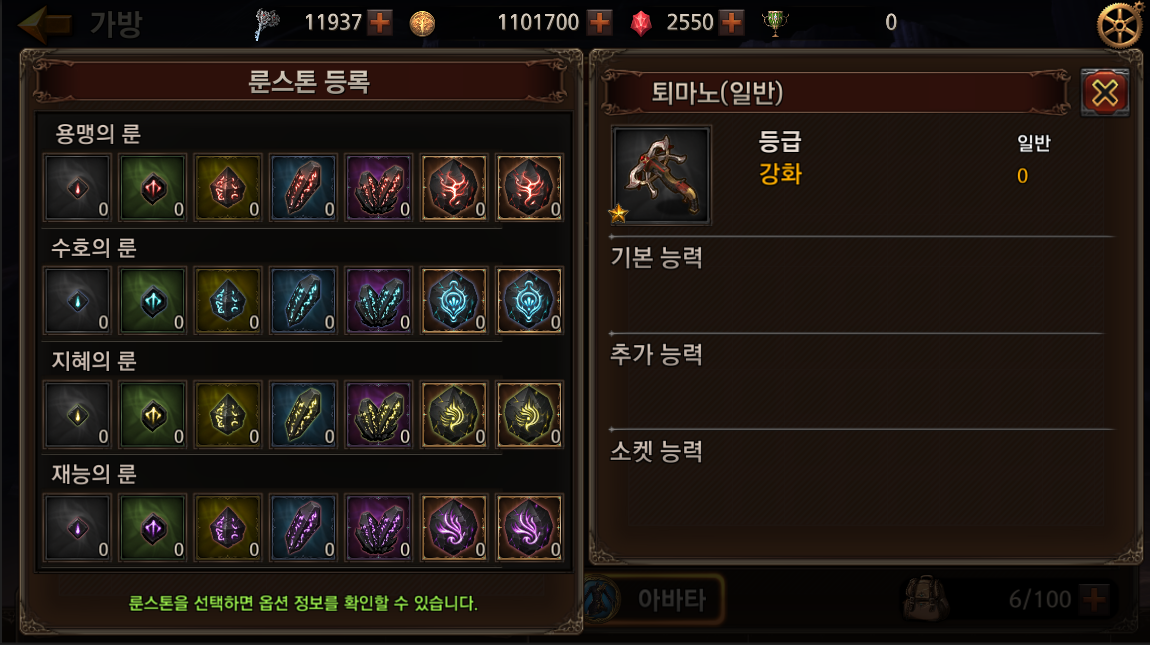 가방
11937
1101700
2550
0
룬스톤 등록
용맹의 룬
0 0 0 0 0 0 0
수호의 룬
0 0 0 0 0 0 0
지혜의 룬
0 0 0 0 0 0 0
재능의 룬
0 0 0 0 0 0 0
룬스톤을 선택하면 옵션 정보를 확인할 수 있습니다.
퇴마노(일반)
등급 일반
강화 0
기본 능력
추가 능력
소켓 능력
아바타
6/100